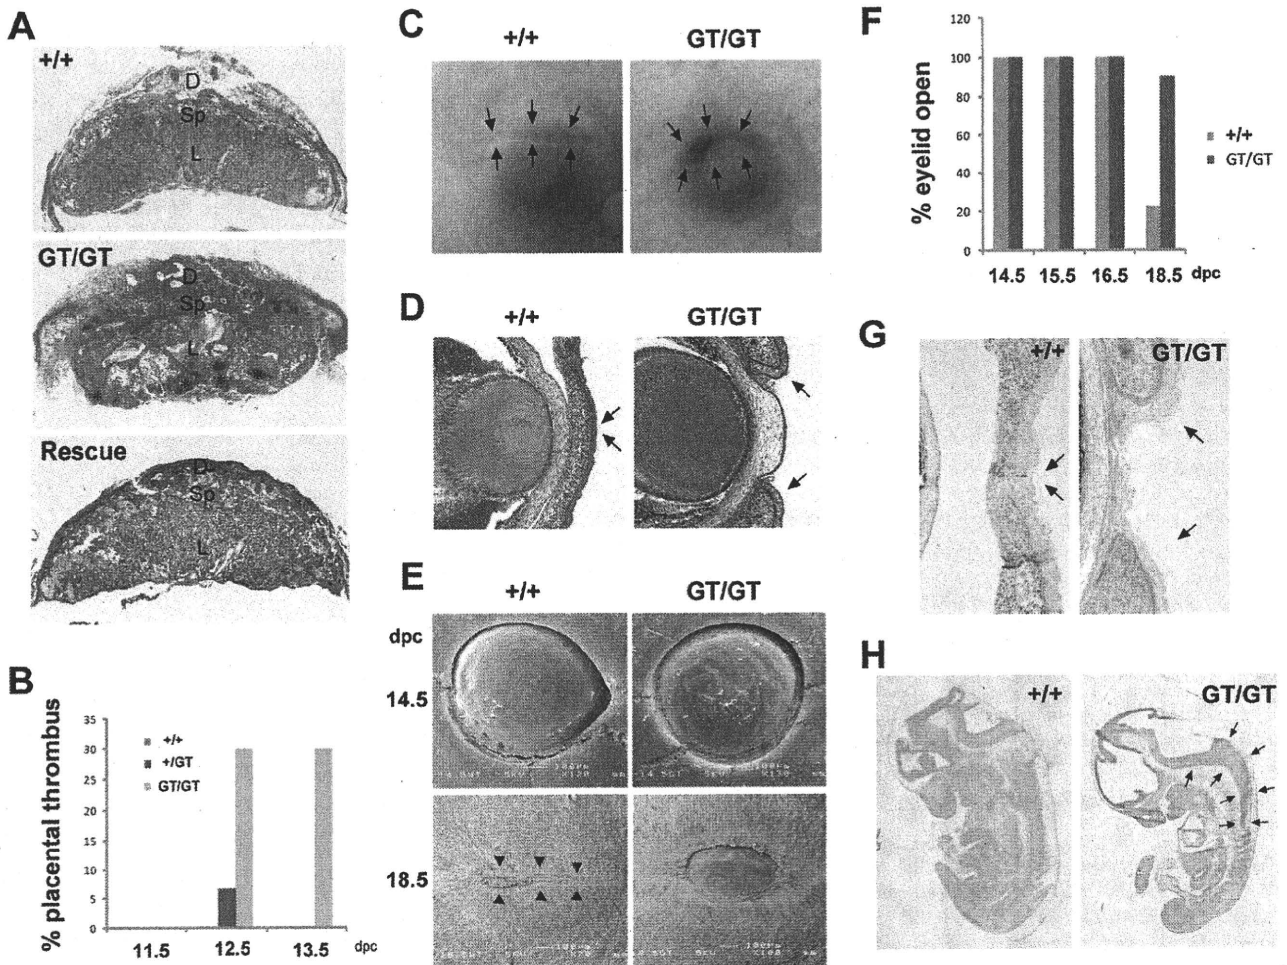 A
+/+
D
Sp
L
GT/GT
D
Sp
L
Rescue
D
Sp
L
B
% placental thrombus
35
30
25
20
15
10
5
0
+/+
+/GT
GT/GT
11.5 12.5 13.5 dpc
C
+/+ GT/GT
D
+/+ GT/GT
E
+/+ GT/GT
dpc
14.5
18.5
F
% eyelid open
120
100
80
60
40
20
0
+/+
GT/GT
14.5 15.5 16.5 18.5 dpc
G
+/+ GT/GT
H
+/+ GT/GT